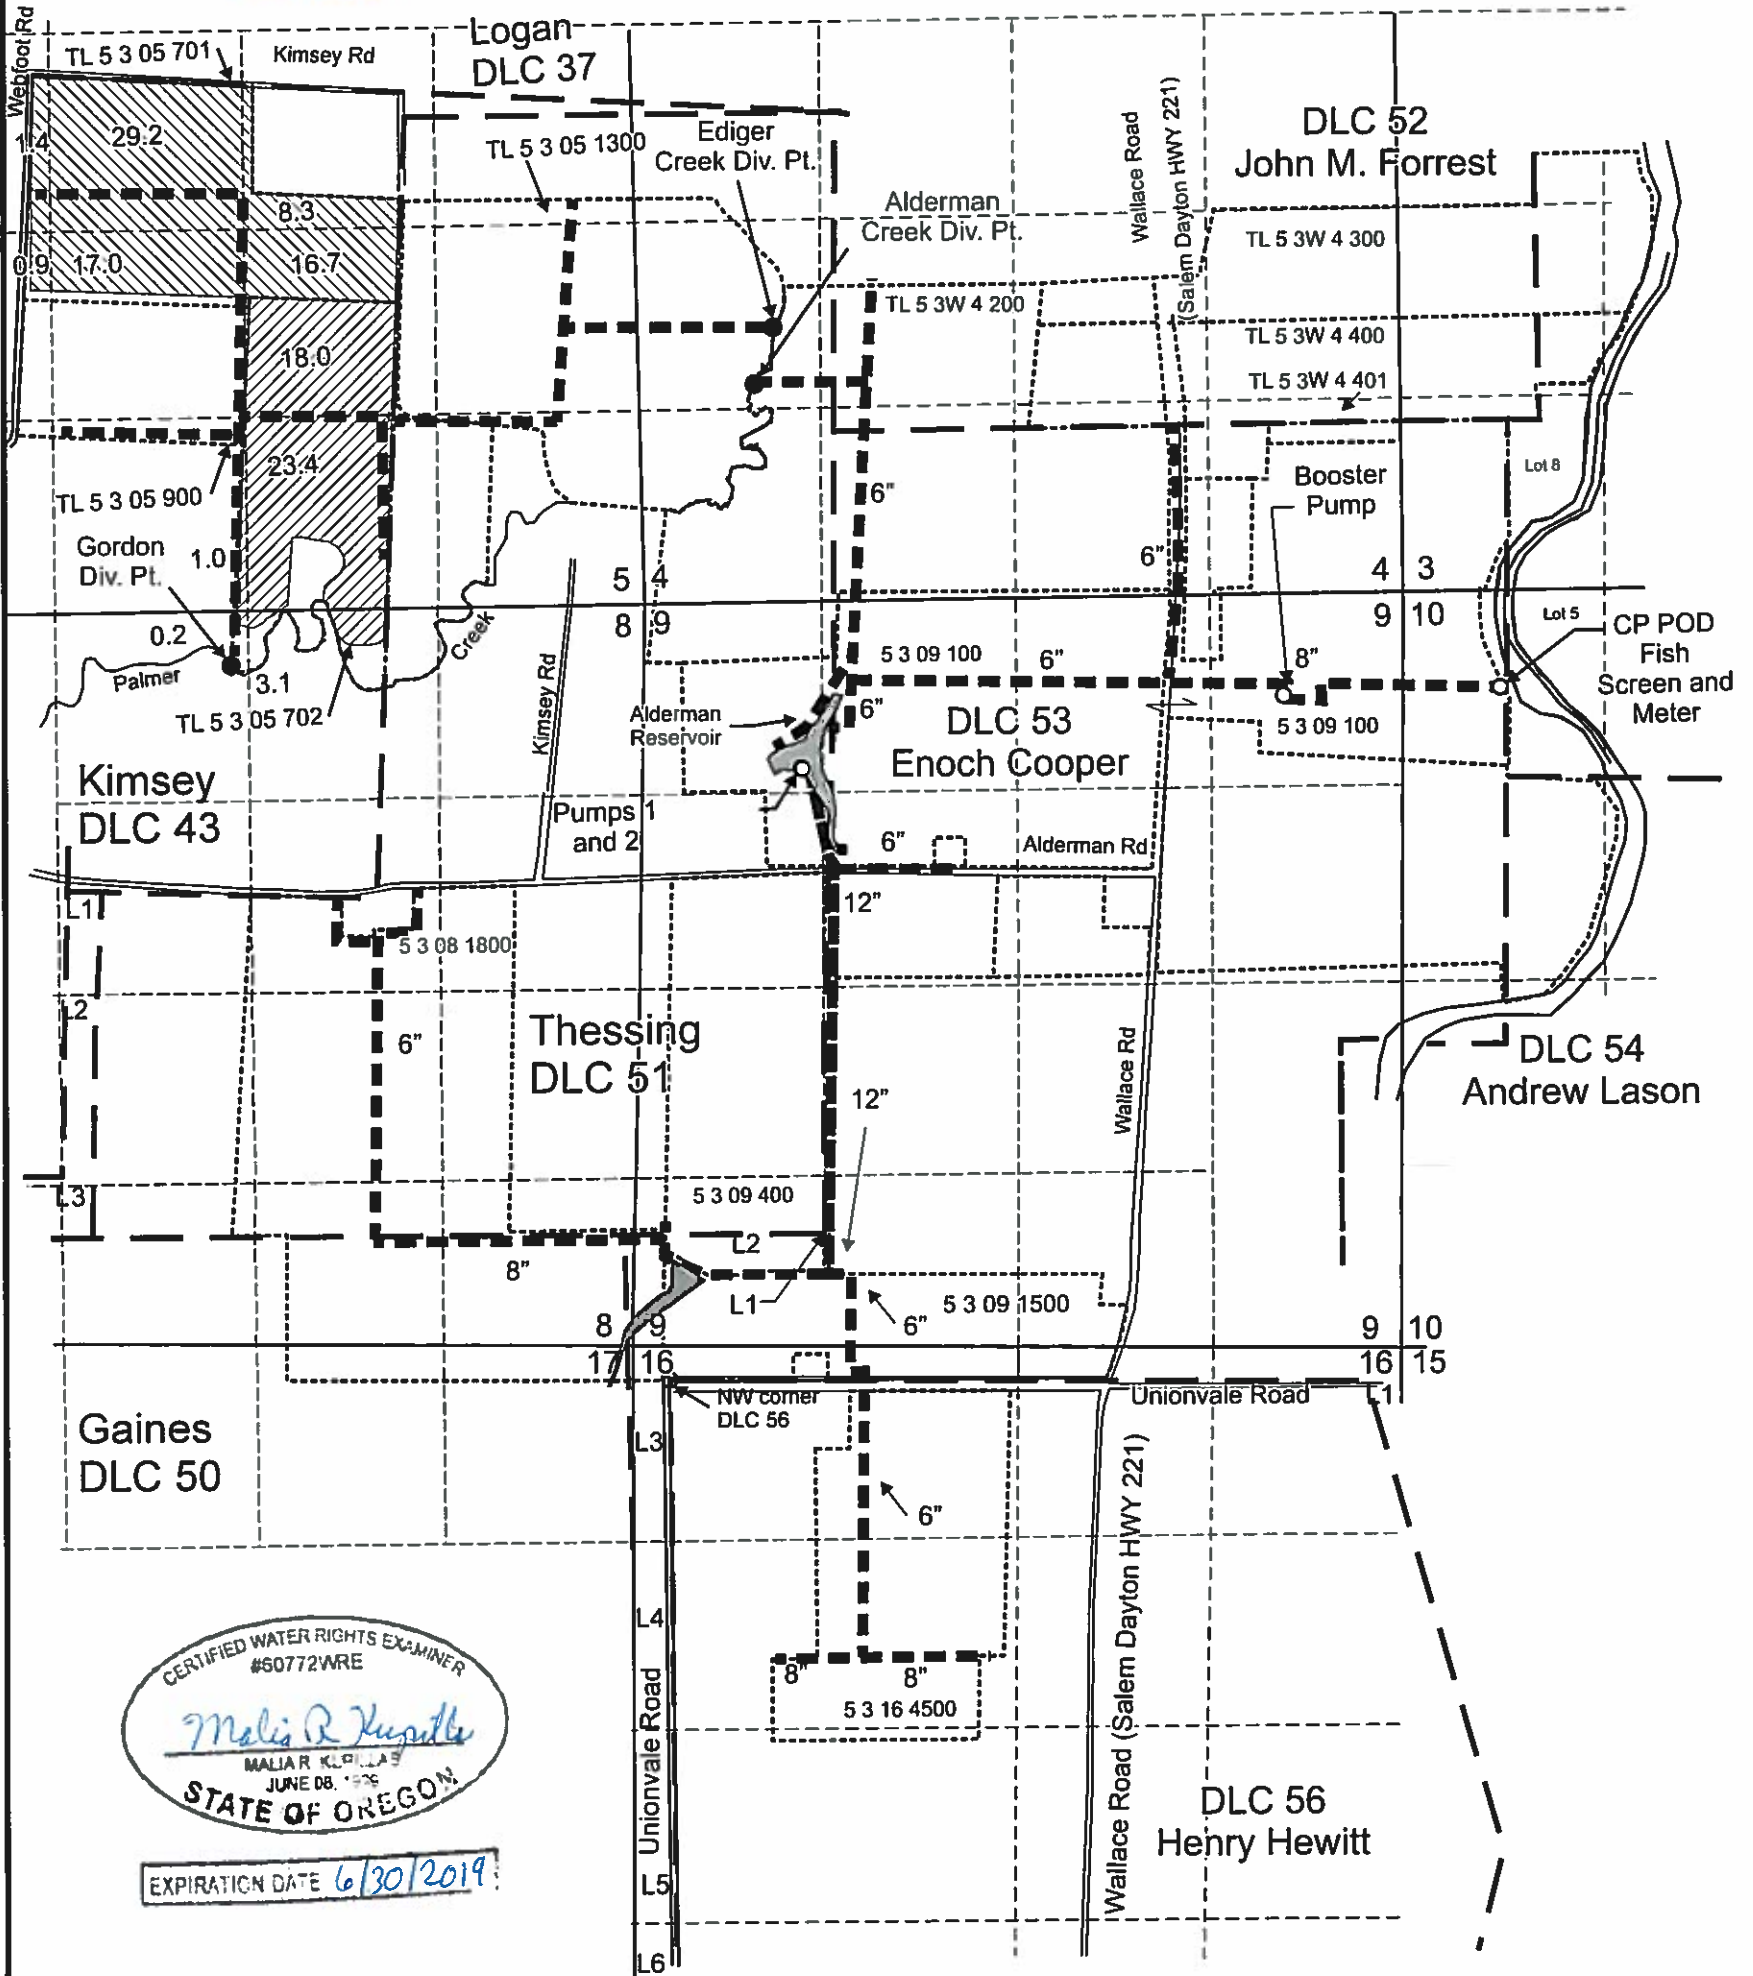 Webfoot Rd
TL 5 3 05 701
Kimsey Rd
Logan
DLC 37
1.4
29.2
TL 5 3 05 1300
Ediger
Creek Div. Pt.
Wallace Road
(Salem Dayton HWY 221)
DLC 52
John M. Forrest
8.3
Alderman
Creek Div. Pt.
TL 5 3W 4 300
0.9
17.0
16.7
TL 5 3W 4 200
TL 5 3W 4 400
18.0
TL 5 3W 4 401
23.4
TL 5 3 05 900
6"
Booster
Pump
Lot 8
Gordon
Div. Pt.
1.0
6"
5 4
4 3
8 9
9 10
Lot 5
CP POD
Fish
Screen and
Meter
0.2
Palmer
Creek
3.1
TL 5 3 05 702
Kimsey Rd
5 3 09 100
6"
8"
Alderman
Reservoir
6"
DLC 53
Enoch Cooper
5 3 09 100
Kimsey
DLC 43
Pumps 1
and 2
6"
Alderman Rd
L1
12"
5 3 08 1800
L2
6"
Thessing
DLC 51
Wallace Rd
DLC 54
Andrew Lason
12"
L3
5 3 09 400
L2
8"
L1
5 3 09 1500
6"
8 9
9 10
17 16
16 15
NW corner
DLC 56
Unionvale Road
L1
Gaines
DLC 50
L3
6"
L4
8"
8"
5 3 16 4500
Unionvale Road
Wallace Road (Salem Dayton HWY 221)
CERTIFIED WATER RIGHTS EXAMINER
#60772WRE
Malia R
MALIA R
JUNE 08,
STATE OF OREGON
DLC 56
Henry Hewitt
EXPIRATION DATE 6/30/2019
L5
L6